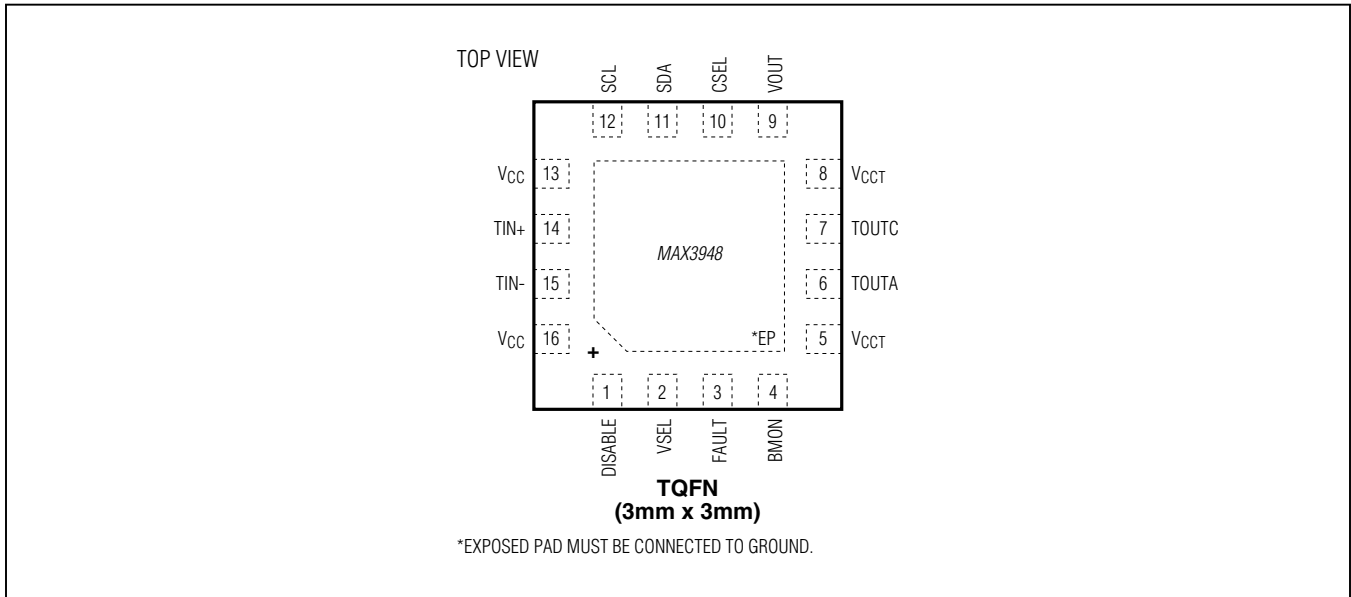 TOP VIEW
SCL
SDA
CSEL
VOUT
12
11
10
9
VCC 13
8 VCCT
TIN+ 14
7 TOUTC
MAX3948
TIN- 15
6 TOUTA
VCC 16
*EP
5 VCCT
+
1
2
3
4
DISABLE
VSEL
FAULT
BMON
TQFN
(3mm x 3mm)
*EXPOSED PAD MUST BE CONNECTED TO GROUND.